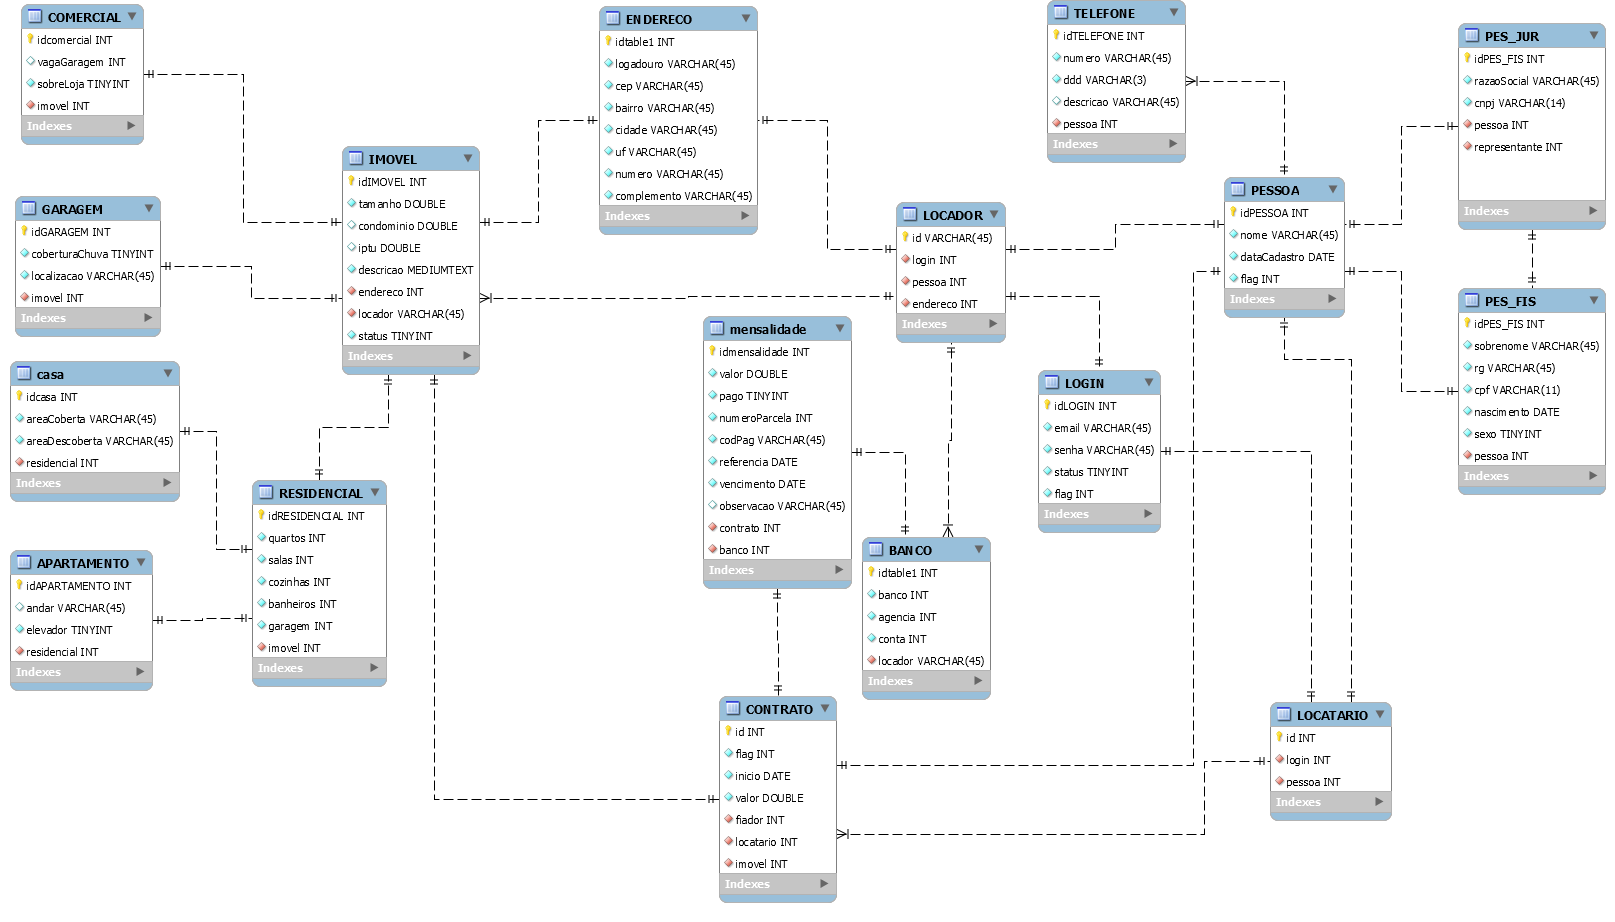 COMERCIAL
idcomercial INT
vagaGaragem INT
sobreLoja TINYINT
imovel INT
Indexes
GARAGEM
idGARAGEM INT
coberturaChuva TINYINT
localizacao VARCHAR(45)
imovel INT
Indexes
casa
idcasa INT
areaCoberta VARCHAR(45)
areaDescoberta VARCHAR(45)
residencial INT
Indexes
APARTAMENTO
idAPARTAMENTO INT
andar VARCHAR(45)
elevador TINYINT
residencial INT
Indexes
IMOVEL
idIMOVEL INT
tamanho DOUBLE
condominio DOUBLE
iptu DOUBLE
descricao MEDIUMTEXT
endereco INT
locador VARCHAR(45)
status TINYINT
Indexes
RESIDENCIAL
idRESIDENCIAL INT
quartos INT
salas INT
cozinhas INT
banheiros INT
garagem INT
imovel INT
Indexes
ENDERECO
idtable1 INT
logadouro VARCHAR(45)
cep VARCHAR(45)
bairro VARCHAR(45)
cidade VARCHAR(45)
uf VARCHAR(45)
numero VARCHAR(45)
complemento VARCHAR(45)
Indexes
mensalidade
idmensalidade INT
valor DOUBLE
pago TINYINT
numeroParcela INT
codPag VARCHAR(45)
referencia DATE
vencimento DATE
observacao VARCHAR(45)
contrato INT
banco INT
Indexes
CONTRATO
id INT
flag INT
inicio DATE
valor DOUBLE
fiador INT
locatario INT
imovel INT
Indexes
LOCADOR
id VARCHAR(45)
login INT
pessoa INT
endereco INT
Indexes
BANCO
idtable1 INT
banco INT
agencia INT
conta INT
locador VARCHAR(45)
Indexes
TELEFONE
idTELEFONE INT
numero VARCHAR(45)
ddd VARCHAR(3)
descricao VARCHAR(45)
pessoa INT
Indexes
LOGIN
idLOGIN INT
email VARCHAR(45)
senha VARCHAR(45)
status TINYINT
flag INT
Indexes
PESSOA
idPESSOA INT
nome VARCHAR(45)
dataCadastro DATE
flag INT
Indexes
LOCATARIO
id INT
login INT
pessoa INT
Indexes
PES_JUR
idPES_FIS INT
razaoSocial VARCHAR(45)
cnpj VARCHAR(14)
pessoa INT
representante INT
Indexes
PES_FIS
idPES_FIS INT
sobrenome VARCHAR(45)
rg VARCHAR(45)
cpf VARCHAR(11)
nascimento DATE
sexo TINYINT
pessoa INT
Indexes